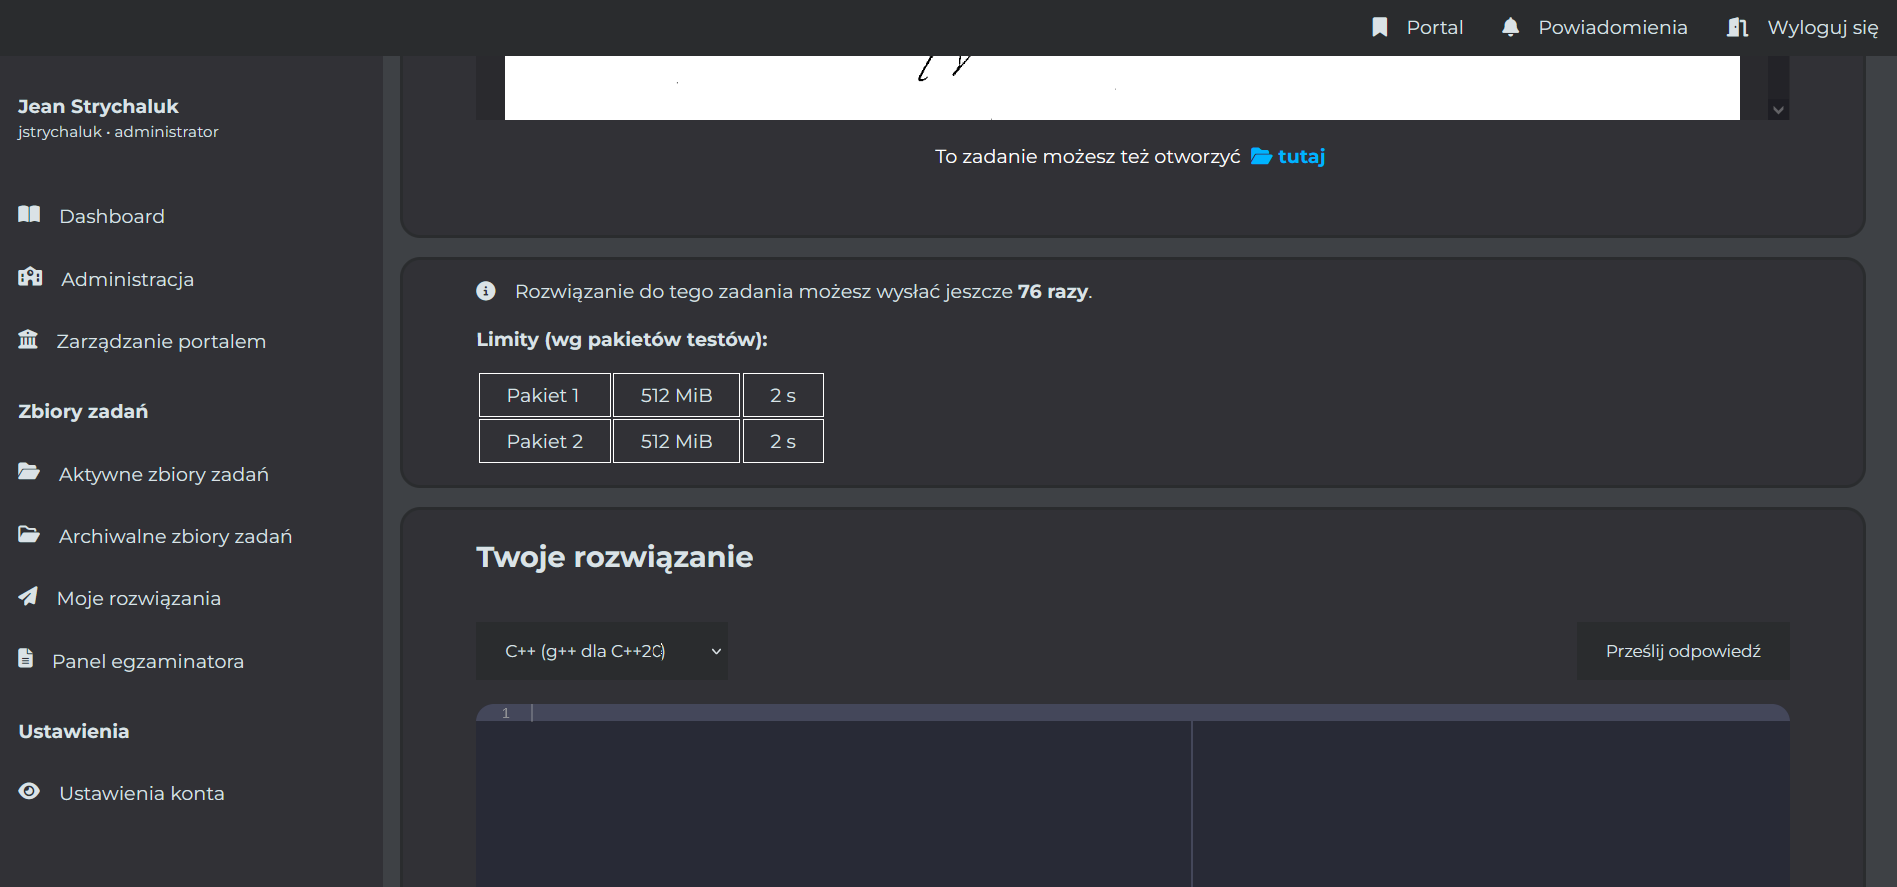 Portal
Powiadomienia
Wyloguj się
Jean Strychaluk
jstrychaluk • administrator
Dashboard
Administracja
Zarządzanie portalem
Zbiory zadań
Aktywne zbiory zadań
Archiwalne zbiory zadań
Moje rozwiązania
Panel egzaminatora
Ustawienia
Ustawienia konta
To zadanie możesz też otworzyć tutaj
Rozwiązanie do tego zadania możesz wysłać jeszcze 76 razy.
Limity (wg pakietów testów):
Pakiet 1 512 MiB 2 s
Pakiet 2 512 MiB 2 s
Twoje rozwiązanie
C++ (g++ dla C++20)
Prześlij odpowiedź
1